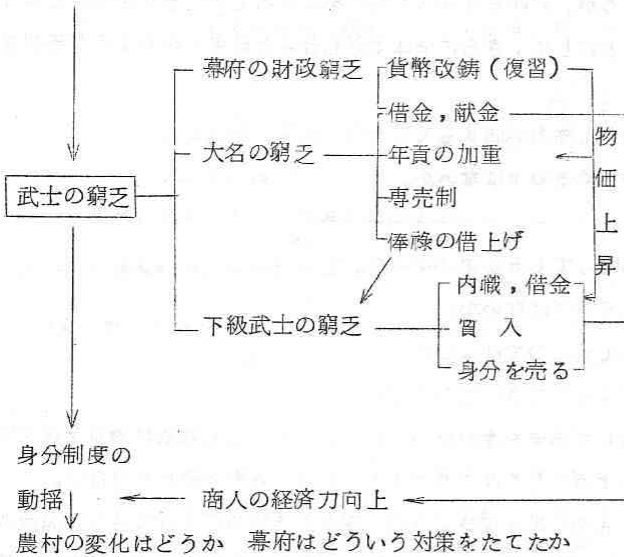 幕府の財政窮乏
貨幣改鋳(復習)
借金,献金
大名の窮乏
年貢の加重
専売制
俸禄の借上げ
物価上昇
武士の窮乏
内職,借金
下級武士の窮乏
質 入
身分を売る
身分制度の
動揺
商人の経済力向上
農村の変化はどうか 幕府はどういう対策をたてたか